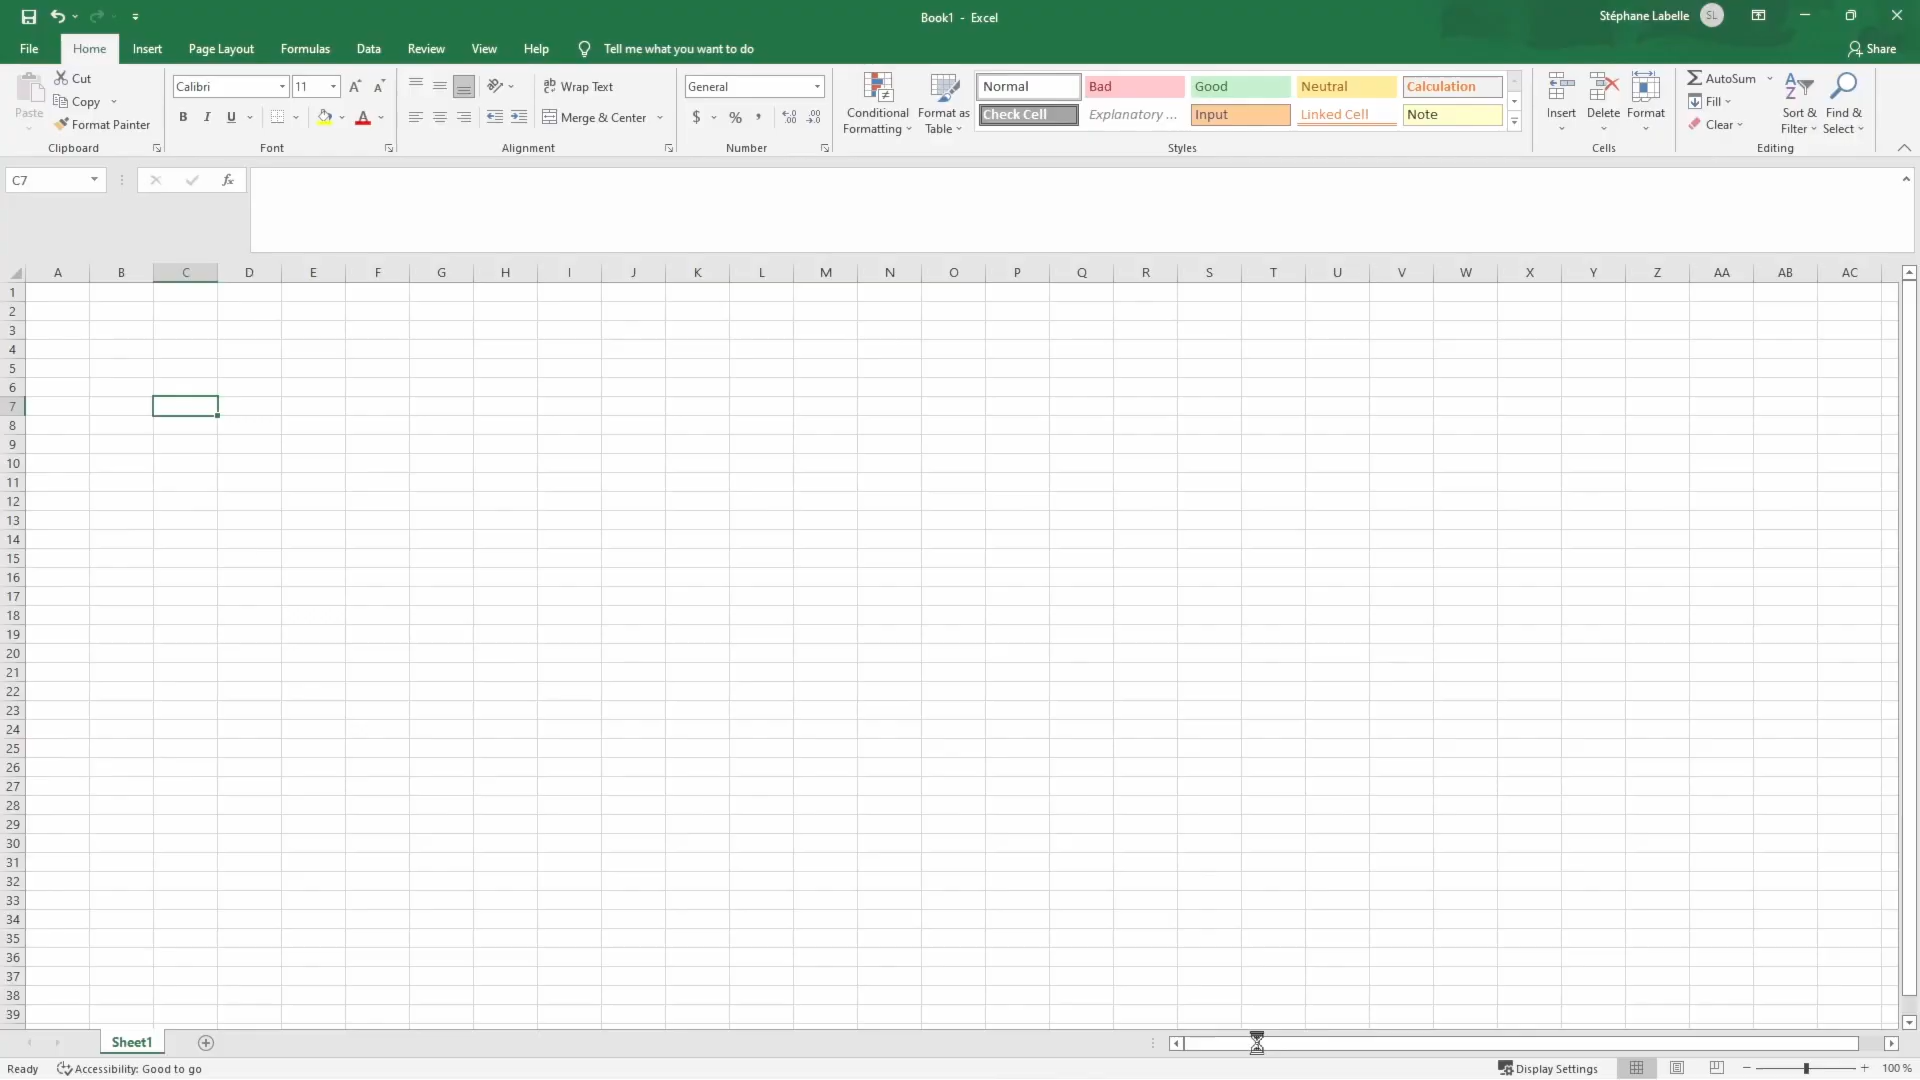 Book1 - Excel
Stéphane Labelle SL
File Home Insert Page Layout Formulas Data Review View Help Tell me what you want to do Share
Paste
Cut
Copy
Format Painter
Clipboard
Calibri 11
B I U
Font
Wrap Text
Merge & Center
Alignment
General
$ % ,
Number
Conditional Formatting
Format as Table
Normal Bad Good Neutral Calculation
Check Cell Explanatory ... Input Linked Cell Note
Styles
Insert Delete Format
Cells
AutoSum
Fill
Clear
Sort & Filter
Find & Select
Editing
C7 fx
A B C D E F G H I J K L M N O P Q R S T U V W X Y Z AA AB AC
1
2
3
4
5
6
7
8
9
10
11
12
13
14
15
16
17
18
19
20
21
22
23
24
25
26
27
28
29
30
31
32
33
34
35
36
37
38
39
Sheet1
Ready Accessibility: Good to go Display Settings 100 %